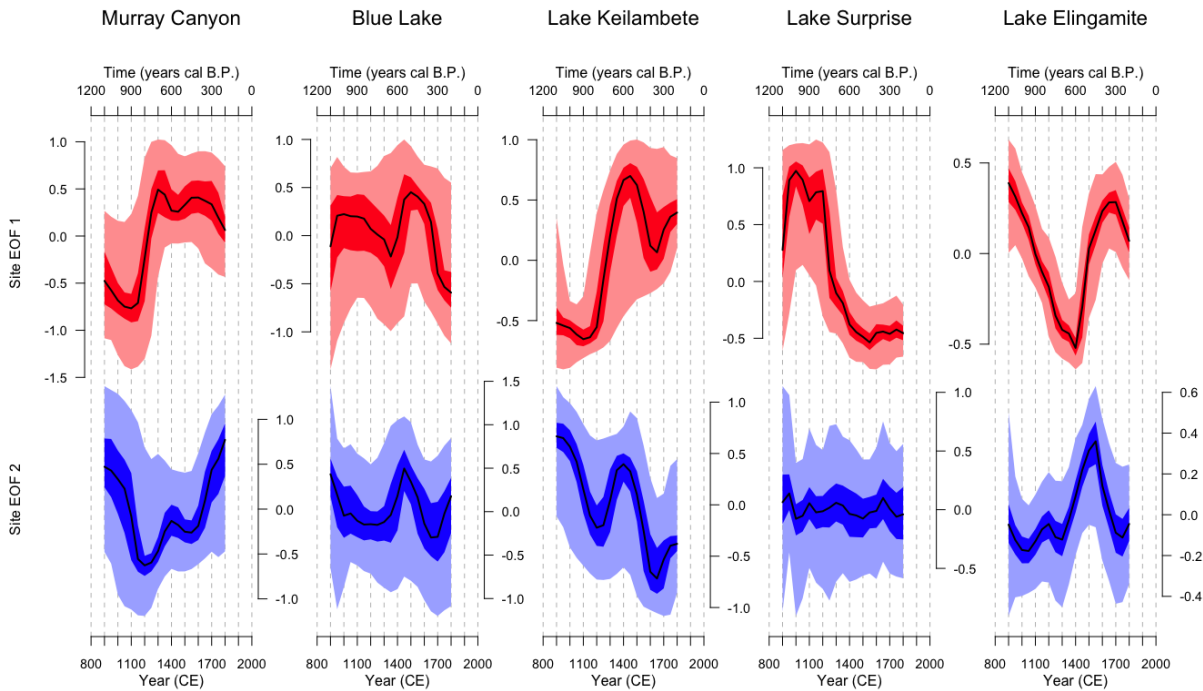 Murray Canyon Blue Lake Lake Keilambete Lake Surprise Lake Elingamite
Time (years cal B.P.) Time (years cal B.P.) Time (years cal B.P.) Time (years cal B.P.) Time (years cal B.P.)
1200 900 600 300 0 1200 900 600 300 0 1200 900 600 300 0 1200 900 600 300 0 1200 900 600 300 0
Site EOF 1
1.0 0.5 0.0 -0.5 -1.0 -1.5
1.0 0.5 0.0 -0.5 -1.0
1.0 0.5 0.0 -0.5
1.0 0.5 0.0 -0.5
0.5 0.0 -0.5
Site EOF 2
1.0 0.5 0.0 -0.5 -1.0
1.5 1.0 0.5 0.0 -0.5 -1.0
1.0 0.5 0.0 -0.5 -1.0
1.0 0.5 0.0 -0.5
0.6 0.4 0.2 0.0 -0.2 -0.4
800 1100 1400 1700 2000 800 1100 1400 1700 2000 800 1100 1400 1700 2000 800 1100 1400 1700 2000 800 1100 1400 1700 2000
Year (CE) Year (CE) Year (CE) Year (CE) Year (CE)